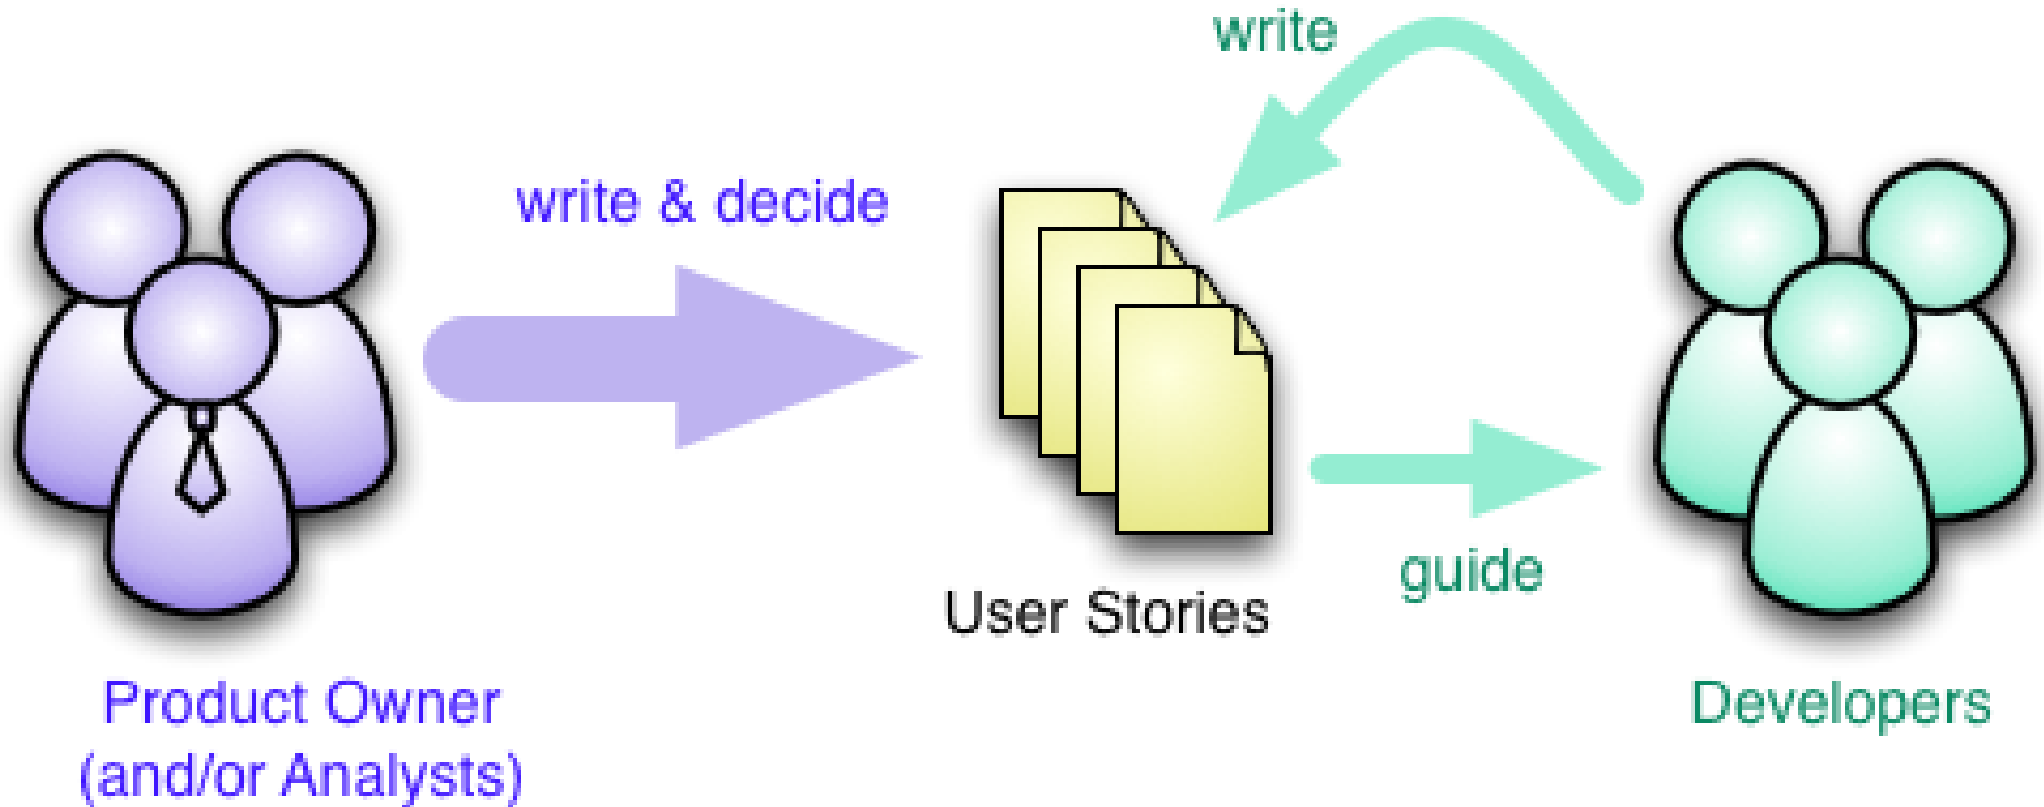 write
write & decide
guide
User Stories
Product Owner
(and/or Analysts)
Developers